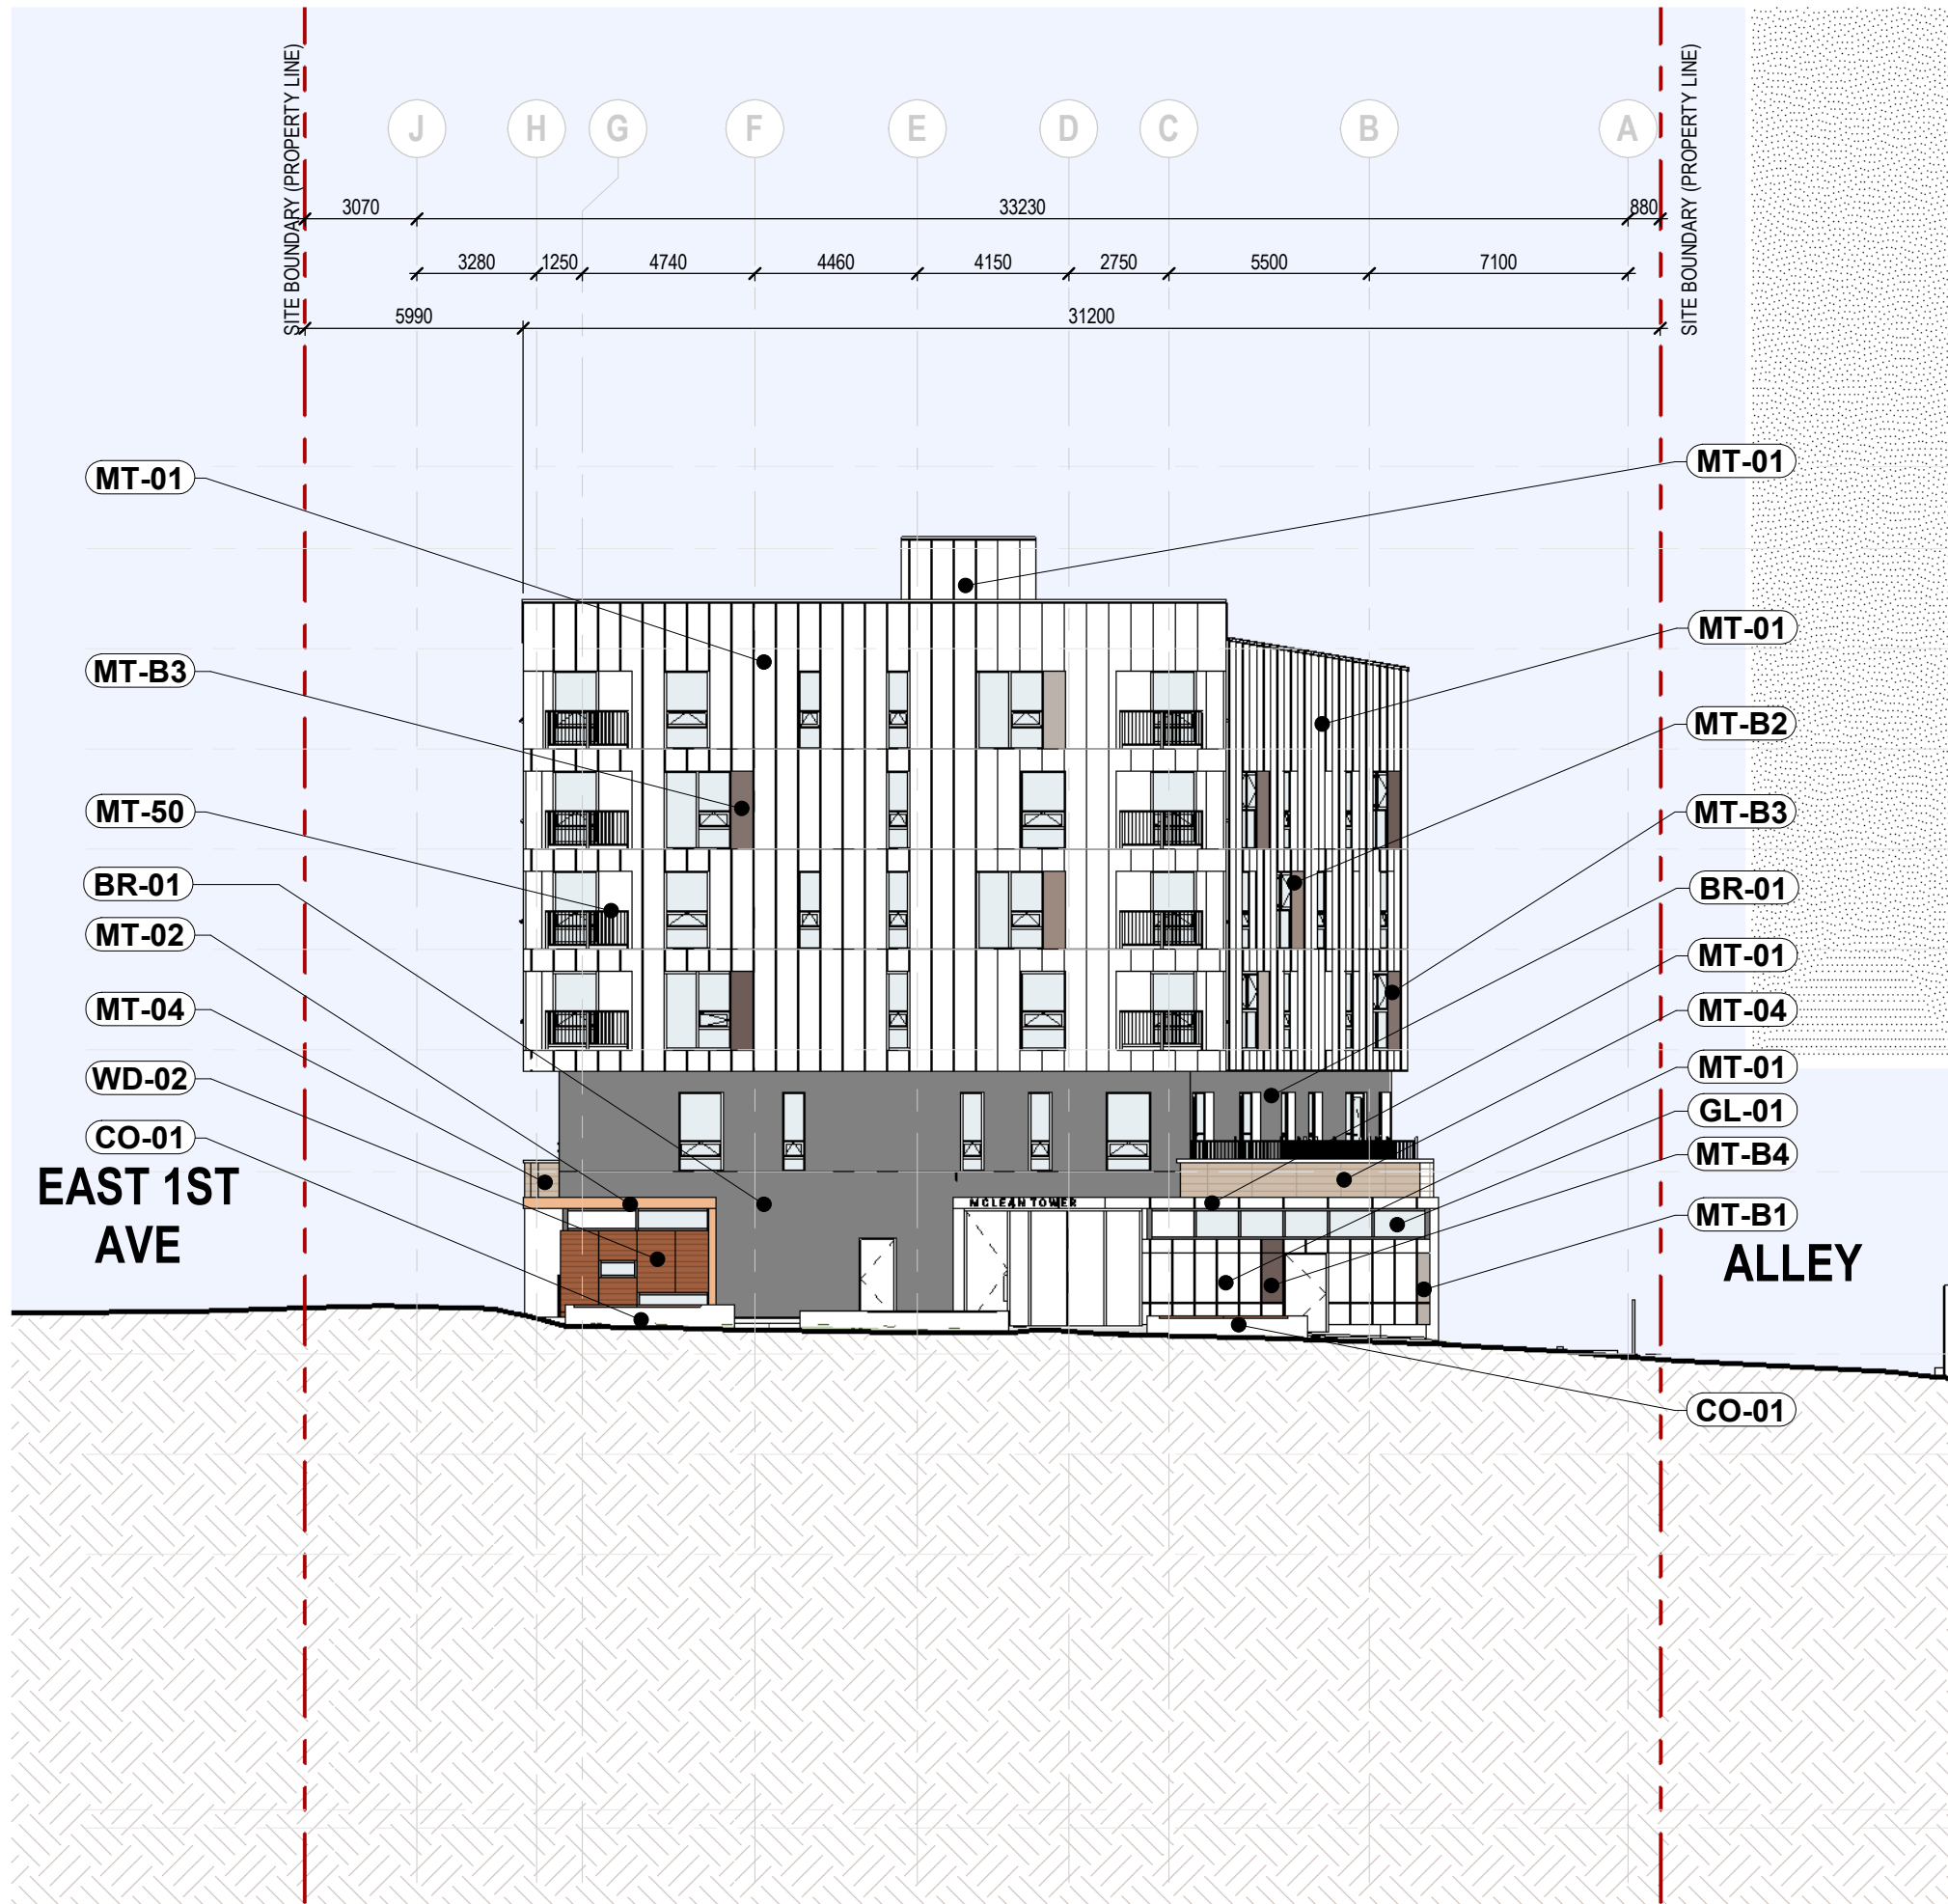 SITE BOUNDARY (PROPERTY LINE)
SITE BOUNDARY (PROPERTY LINE)
J
H
G
F
E
D
C
B
A
3070
33230
880
3280
1250
4740
4460
4150
2750
5500
7100
5990
31200
MT-01
MT-B3
MT-50
BR-01
MT-02
MT-04
WD-02
CO-01
EAST 1ST
AVE
MCLEAN TOWER
MT-01
MT-01
MT-B2
MT-B3
BR-01
MT-01
MT-04
MT-01
GL-01
MT-B4
MT-B1
ALLEY
CO-01